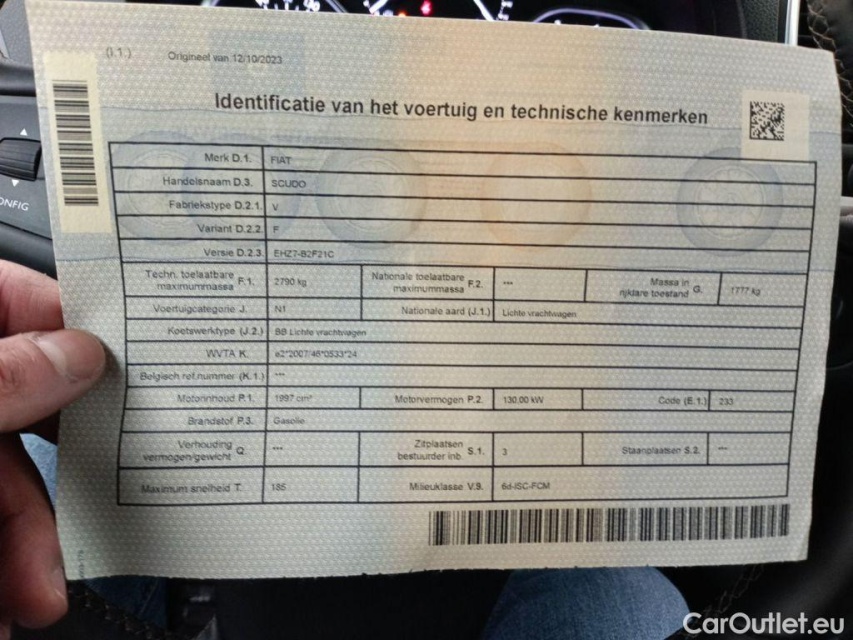 (I.1.) Origineel van 12/10/2023
Identificatie van het voertuig en technische kenmerken
Merk D.1. FIAT
Handelsnaam D.3. SCUDO
Fabriekstype D.2.1. V
Variant D.2.2. F
Versie D.2.3. EHZ7-B2F21C
Techn. toelaatbare maximummassa F.1. 2790 kg Nationale toelaatbare maximummassa F.2. *** Massa in rijklare toestand G. 1777 kg
Voertuigcategorie J. N1 Nationale aard (J.1.) Lichte vrachtwagen
Koetswerktype (J.2.) BB Lichte vrachtwagen
WVTA K. e2*2007/46*0533*24
Belgisch ref.nummer (K.1.) ***
Motorinhoud P.1. 1997 cm³ Motorvermogen P.2. 130,00 kW Code (E.1.) 233
Brandstof P.3. Gasolie
Verhouding vermogen/gewicht Q. *** Zitplaatsen bestuurder inb. S.1. 3 Staanplaatsen S.2. ***
Maximum snelheid T. 185 Milieuklasse V.9. 6d-ISC-FCM
ONFIG
CarOutlet.eu